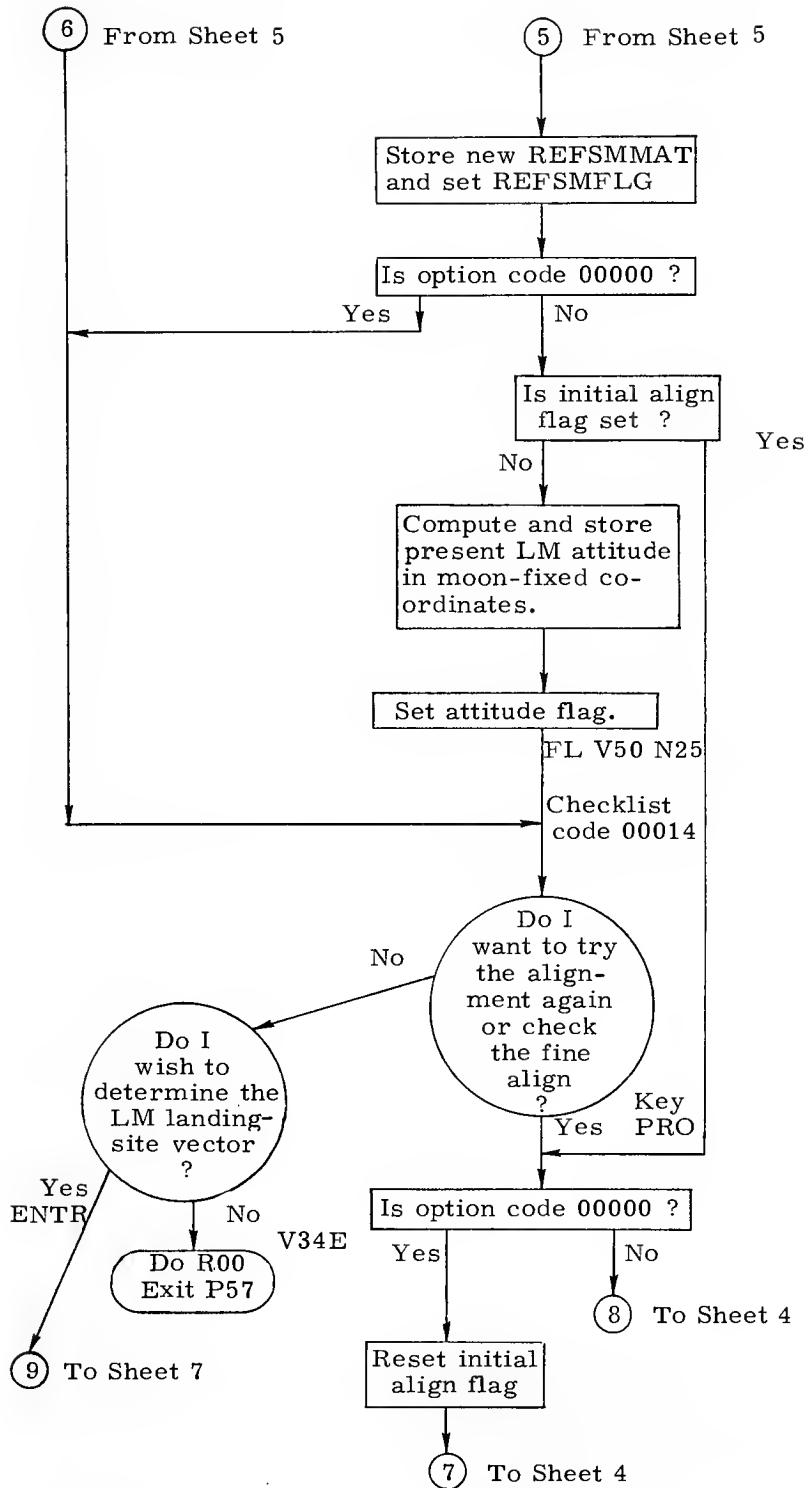 6 From Sheet 5
5 From Sheet 5
Store new REFSMMAT
and set REFSMFLG
Is option code 00000 ?
Yes
No
Is initial align
flag set ?
Yes
No
Compute and store
present LM attitude
in moon-fixed co-
ordinates.
Set attitude flag.
FL V50 N25
Checklist
code 00014
Do I
want to try
the align-
ment again
or check
the fine
align
?
No
Do I
wish to
determine the
LM landing-
site vector
?
Key
PRO
Yes
Yes
ENTR
No
V34E
Do R00
Exit P57
Is option code 00000 ?
Yes
No
8 To Sheet 4
9 To Sheet 7
Reset initial
align flag
7 To Sheet 4